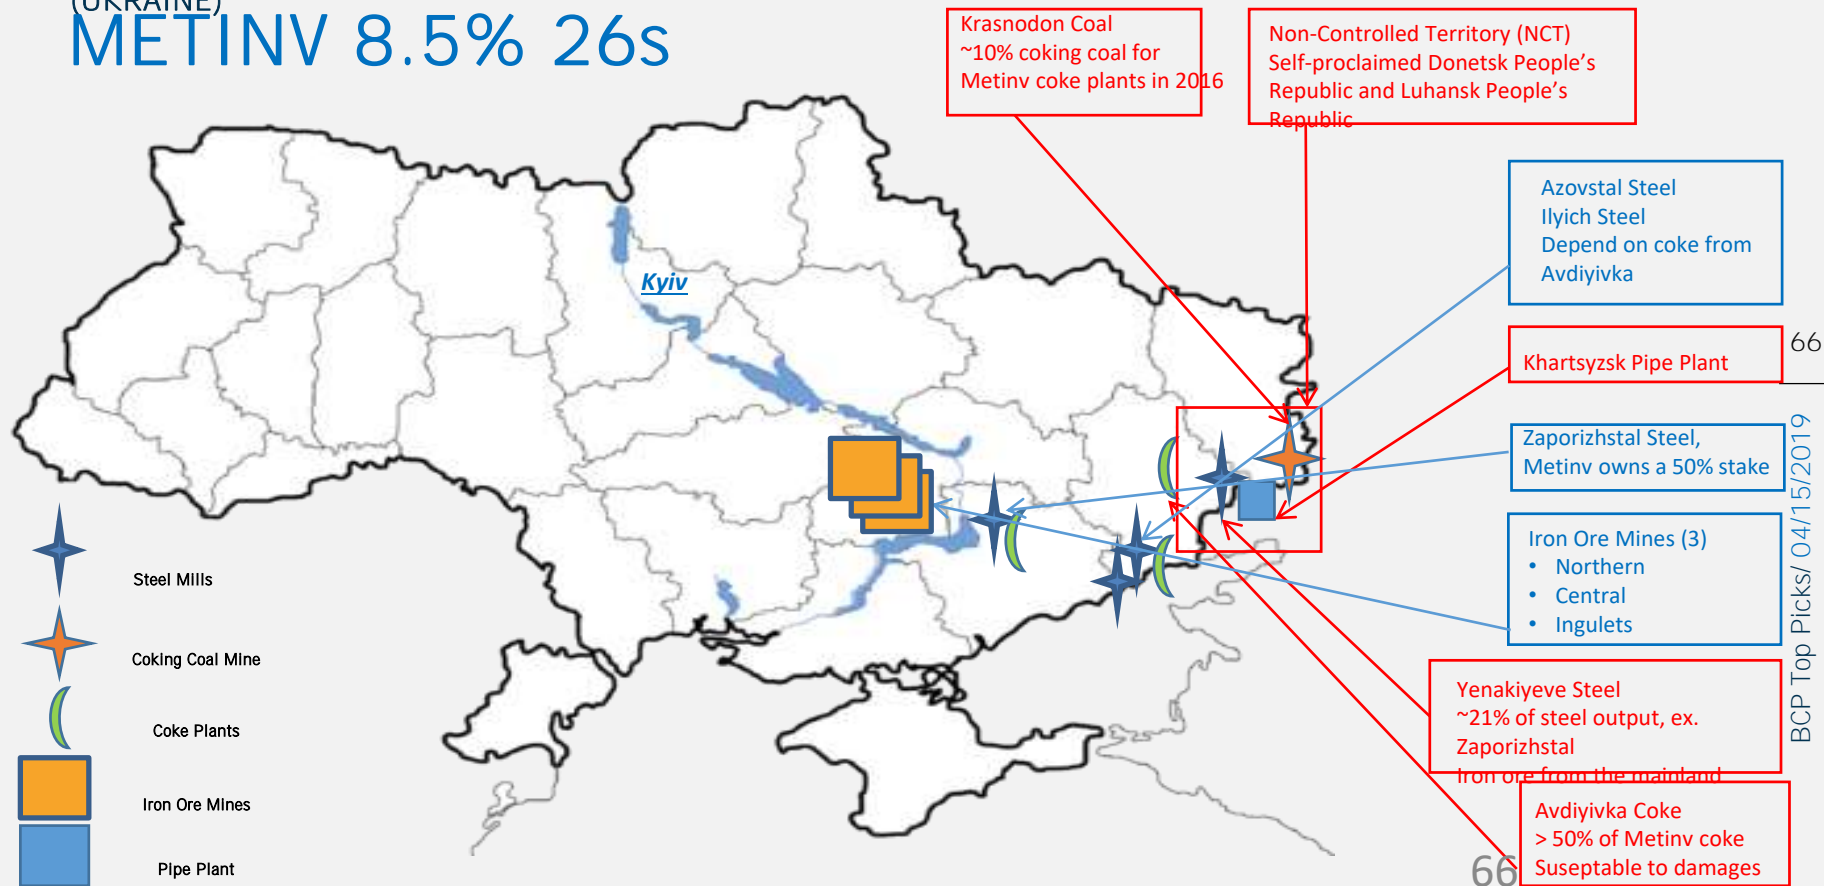 (UKRAINE)
METINV 8.5% 26s
Krasnodon Coal
~10% coking coal for
Metinv coke plants in 2016
Non-Controlled Territory (NCT)
Self-proclaimed Donetsk People's
Republic and Luhansk People's
Republic
Azovstal Steel
Ilyich Steel
Depend on coke from
Avdiyivka
Kyiv
Khartsyzsk Pipe Plant
66
Zaporizhstal Steel,
Metinv owns a 50% stake
Iron Ore Mines (3)
• Northern
• Central
• Ingulets
BCP Top Picks/ 04/15/2019
Steel Mills
Coking Coal Mine
Coke Plants
Iron Ore Mines
Pipe Plant
Yenakiyeve Steel
~21% of steel output, ex.
Zaporizhstal
Iron ore from the mainland
Avdiyivka Coke
> 50% of Metinv coke
Suseptable to damages
66